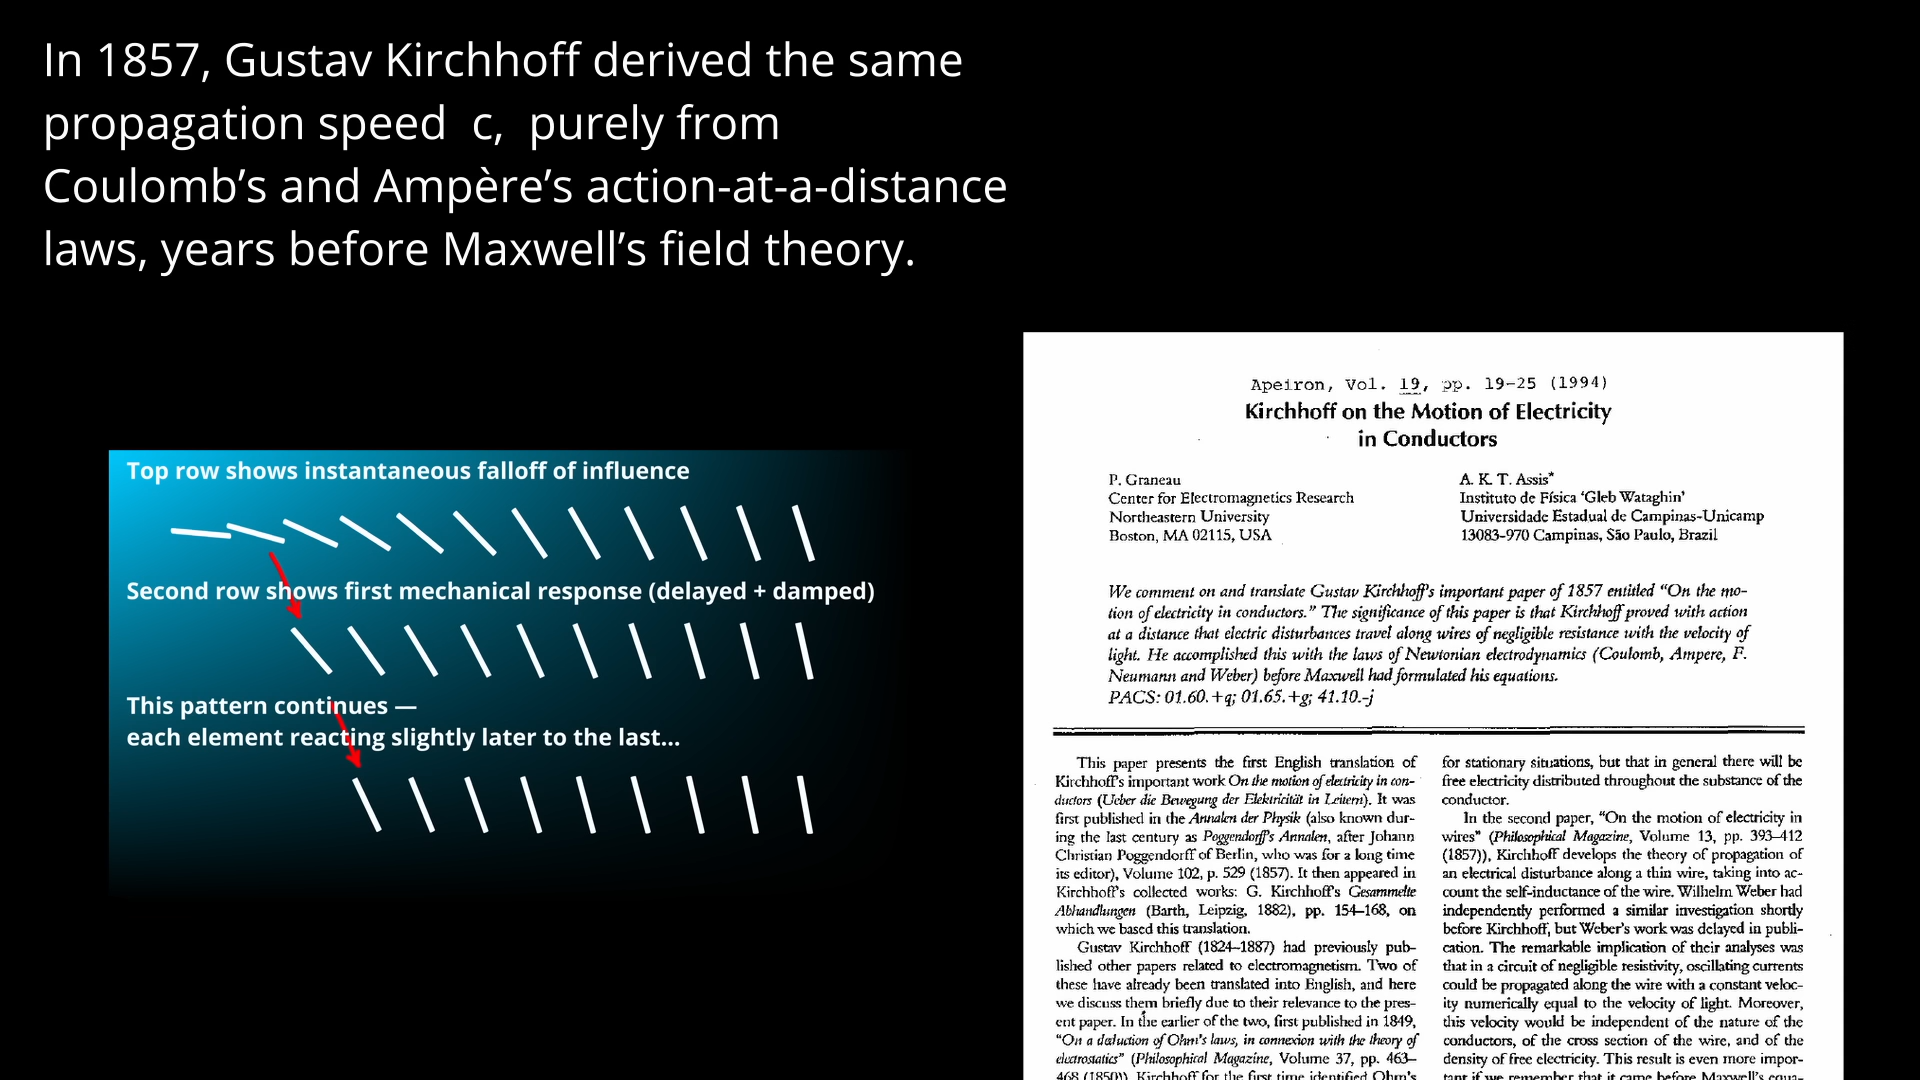 In 1857, Gustav Kirchhoff derived the same
propagation speed  c,  purely from
Coulomb’s and Ampère’s action-at-a-distance
laws, years before Maxwell’s field theory.
Top row shows instantaneous falloff of influence
Second row shows first mechanical response (delayed + damped)
This pattern continues —
each element reacting slightly later to the last...
Apeiron, Vol. 19, pp. 19-25 (1994)
Kirchhoff on the Motion of Electricity
in Conductors
P. Graneau
Center for Electromagnetics Research
Northeastern University
Boston, MA 02115, USA
A. K. T. Assis*
Instituto de Física ‘Gleb Wataghin’
Universidade Estadual de Campinas-Unicamp
13083-970 Campinas, São Paulo, Brazil
We comment on and translate Gustav Kirchhoff’s important paper of 1857 entitled “On the mo-
tion of electricity in conductors.” The significance of this paper is that Kirchhoff proved with action
at a distance that electric disturbances travel along wires of negligible resistance with the velocity of
light. He accomplished this with the laws of Newtonian electrodynamics (Coulomb, Ampere, F.
Neumann and Weber) before Maxwell had formulated his equations.
PACS: 01.60.+q; 01.65.+g; 41.10.-j
This paper presents the first English translation of
Kirchhoff’s important work On the motion of electricity in con-
ductors (Ueber die Bewegung der Elektricität in Leitern). It was
first published in the Annalen der Physik (also known dur-
ing the last century as Poggendorff’s Annalen, after Johann
Christian Poggendorff of Berlin, who was for a long time
its editor), Volume 102, p. 529 (1857). It then appeared in
Kirchhoff’s collected works: G. Kirchhoff’s Gesammelte
Abhandlungen (Barth, Leipzig, 1882), pp. 154–168, on
which we based this translation.
Gustav Kirchhoff (1824–1887) had previously pub-
lished other papers related to electromagnetism. Two of
these have already been translated into English, and here
we discuss them briefly due to their relevance to the pres-
ent paper. In the earlier of the two, first published in 1849,
“On a deduction of Ohm’s laws, in connexion with the theory of
electrostatics” (Philosophical Magazine, Volume 37, pp. 463–
468 (1850)), Kirchhoff for the first time identified Ohm’s
for stationary situations, but that in general there will be
free electricity distributed throughout the substance of the
conductor.
In the second paper, “On the motion of electricity in
wires” (Philosophical Magazine, Volume 13, pp. 393–412
(1857)), Kirchhoff develops the theory of propagation of
an electrical disturbance along a thin wire, taking into ac-
count the self-inductance of the wire. Wilhelm Weber had
independently performed a similar investigation shortly
before Kirchhoff, but Weber’s work was delayed in publi-
cation. The remarkable implication of their analyses was
that in a circuit of negligible resistivity, oscillating currents
could be propagated along the wire with a constant veloc-
ity numerically equal to the velocity of light. Moreover,
this velocity would be independent of the nature of the
conductors, of the cross section of the wire, and of the
density of free electricity. This result is even more impor-
tant if we remember that it came before Maxwell’s equa-